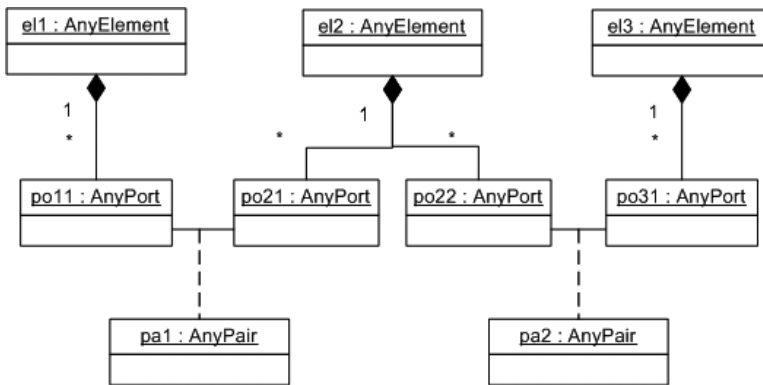 el1 : AnyElement
el2 : AnyElement
el3 : AnyElement
1
1
1
*
*
*
*
po11 : AnyPort
po21 : AnyPort
po22 : AnyPort
po31 : AnyPort
pa1 : AnyPair
pa2 : AnyPair